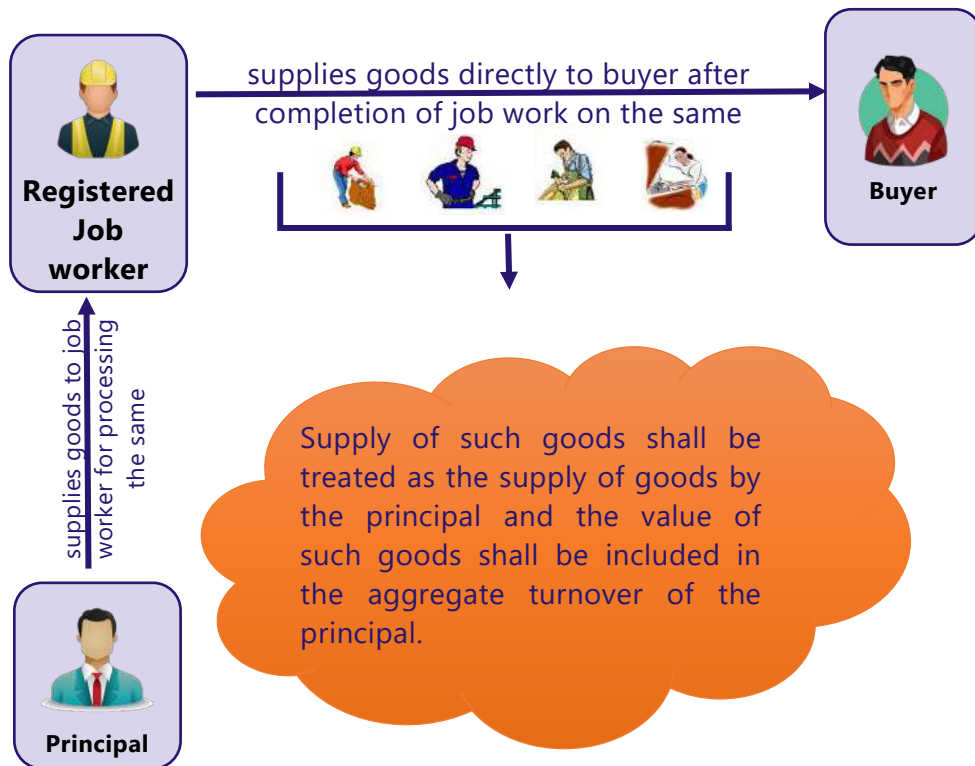 supplies goods directly to buyer after
completion of job work on the same
Registered
Job
worker
Buyer
supplies goods to job
worker for processing
the same
Supply of such goods shall be
treated as the supply of goods by
the principal and the value of
such goods shall be included in
the aggregate turnover of the
principal.
Principal